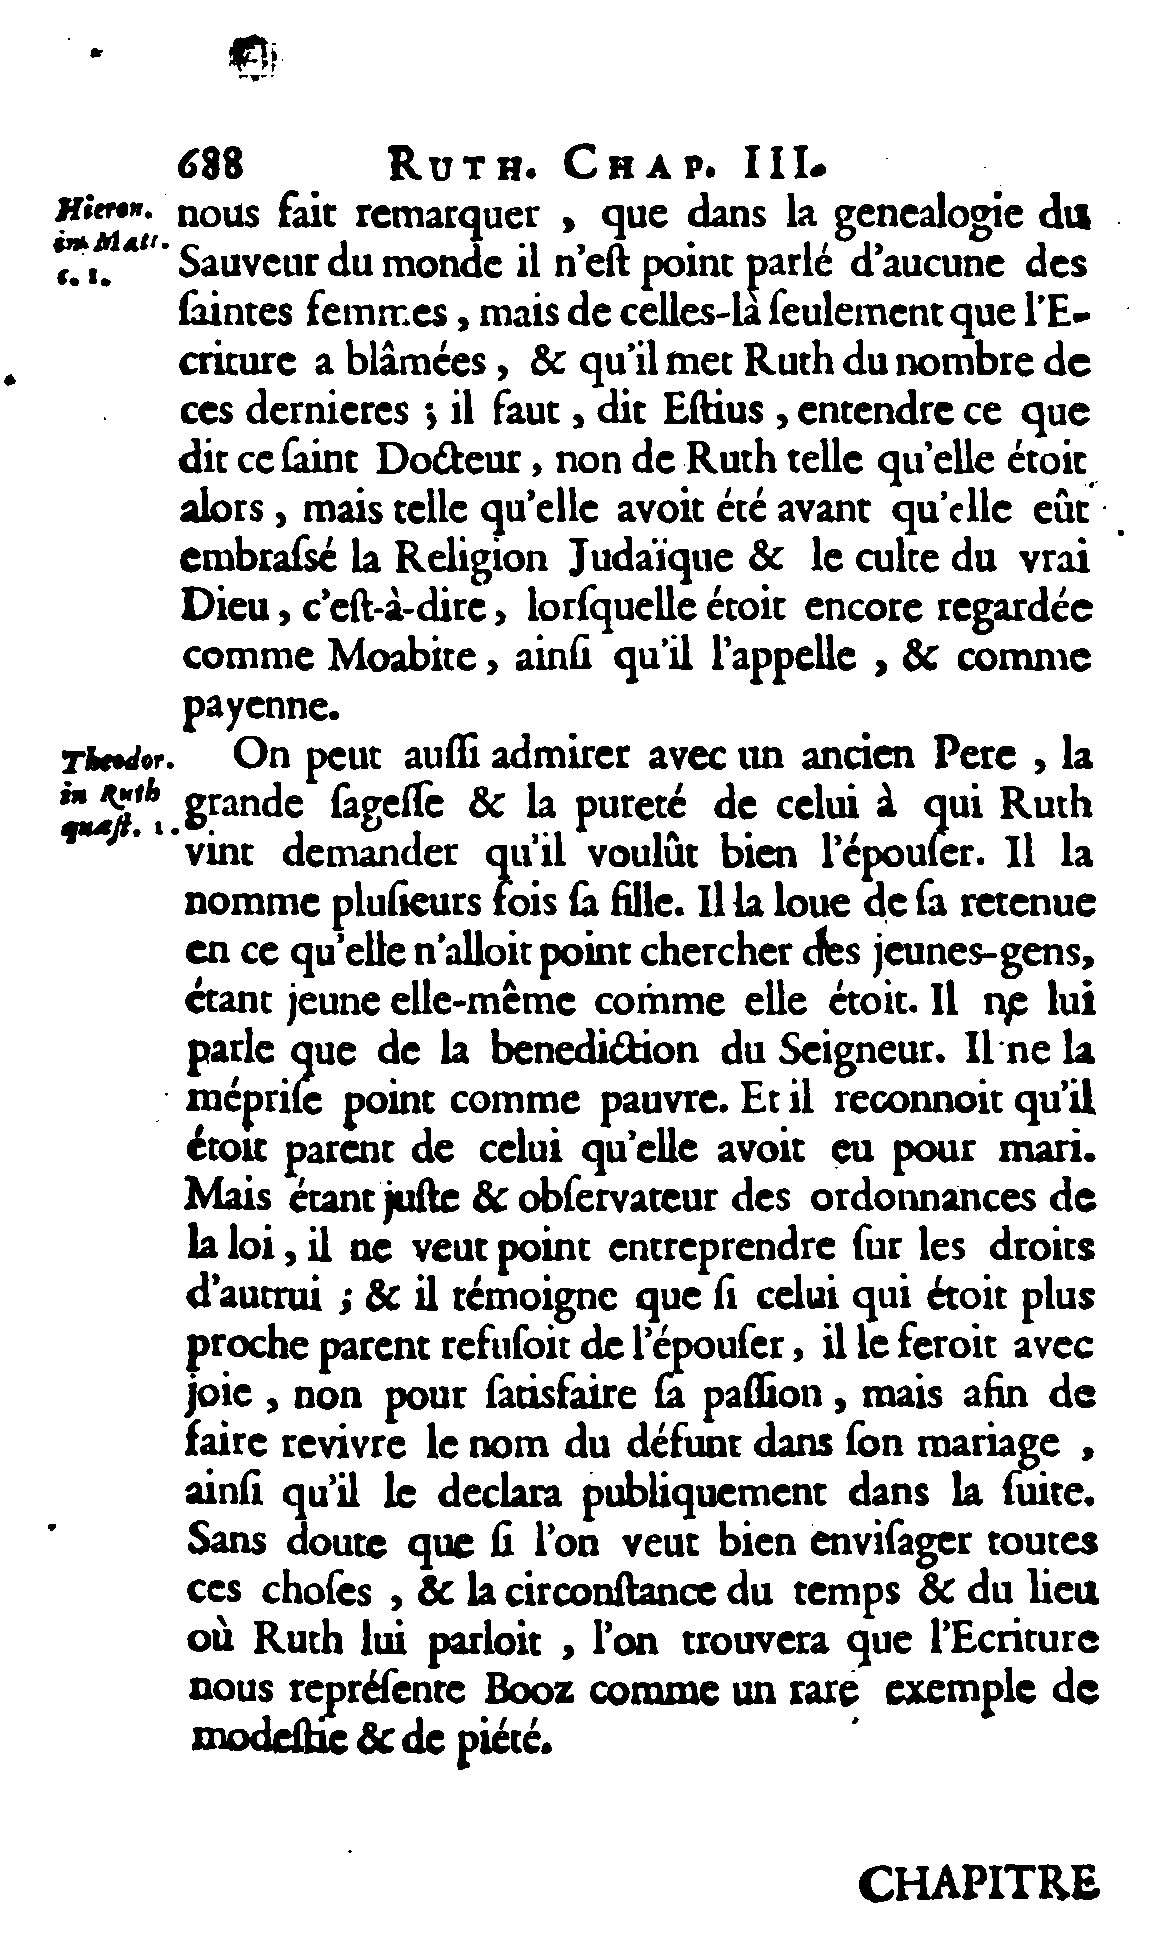 688 RUTH. CHAP. III.
Hieron.
in Matt.
c. 1.
nous fait remarquer , que dans la genealogie du
Sauveur du monde il n'eſt point parlé d'aucune des
ſaintes femmes , mais de celles-là ſeulement que l'E-
criture a blâmées , & qu'il met Ruth du nombre de
ces dernieres ; il faut , dit Eſtius , entendre ce que
dit ce ſaint Docteur , non de Ruth telle qu'elle étoit
alors , mais telle qu'elle avoit été avant qu'elle eût
embraſsé la Religion Judaïque & le culte du vrai
Dieu , c'eſt-à-dire , lorſquelle étoit encore regardée
comme Moabite , ainſi qu'il l'appelle , & comme
payenne.
Theodor.
in Ruth
quæſt. 1.
On peut auſſi admirer avec un ancien Pere , la
grande ſageſſe & la pureté de celui à qui Ruth
vint demander qu'il voulût bien l'épouſer. Il la
nomme pluſieurs fois ſa fille. Il la loue de ſa retenue
en ce qu'elle n'alloit point chercher des jeunes-gens,
étant jeune elle-même comme elle étoit. Il ne lui
parle que de la benediction du Seigneur. Il ne la
mépriſe point comme pauvre. Et il reconnoit qu'il
étoit parent de celui qu'elle avoit eu pour mari.
Mais étant juſte & obſervateur des ordonnances de
la loi , il ne veut point entreprendre ſur les droits
d'autrui ; & il témoigne que ſi celui qui étoit plus
proche parent refuſoit de l'épouſer , il le feroit avec
joie , non pour ſatisfaire ſa paſſion , mais afin de
faire revivre le nom du défunt dans ſon mariage ,
ainſi qu'il le declara publiquement dans la ſuite.
Sans doute que ſi l'on veut bien enviſager toutes
ces choſes , & la circonſtance du temps & du lieu
où Ruth lui parloit , l'on trouvera que l'Ecriture
nous repréſente Booz comme un rare exemple de
modeſtie & de piété.
CHAPITRE